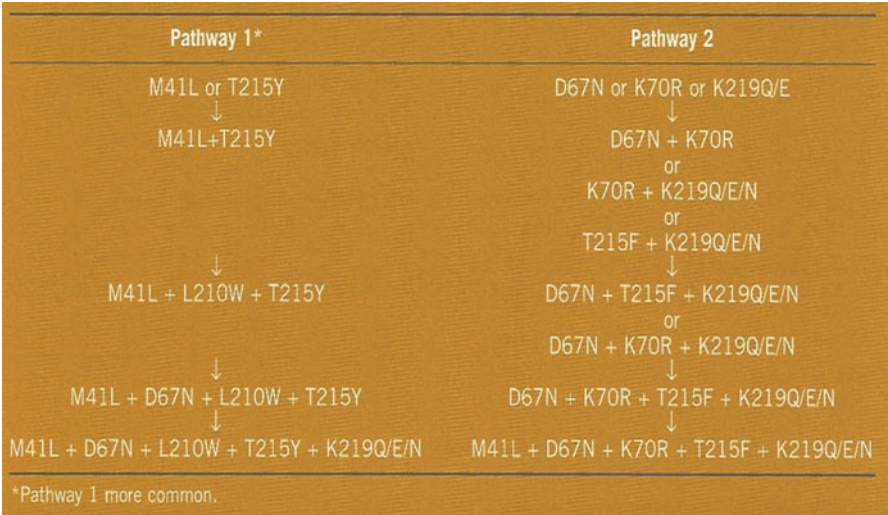 Pathway 1* Pathway 2
M41L or T215Y D67N or K70R or K219Q/E
↓ ↓
M41L+T215Y D67N + K70R
or
K70R + K219Q/E/N
or
T215F + K219Q/E/N
↓ ↓
M41L + L210W + T215Y D67N + T215F + K219Q/E/N
or
D67N + K70R + K219Q/E/N
↓ ↓
M41L + D67N + L210W + T215Y D67N + K70R + T215F + K219Q/E/N
↓ ↓
M41L + D67N + L210W + T215Y + K219Q/E/N M41L + D67N + K70R + T215F + K219Q/E/N
*Pathway 1 more common.